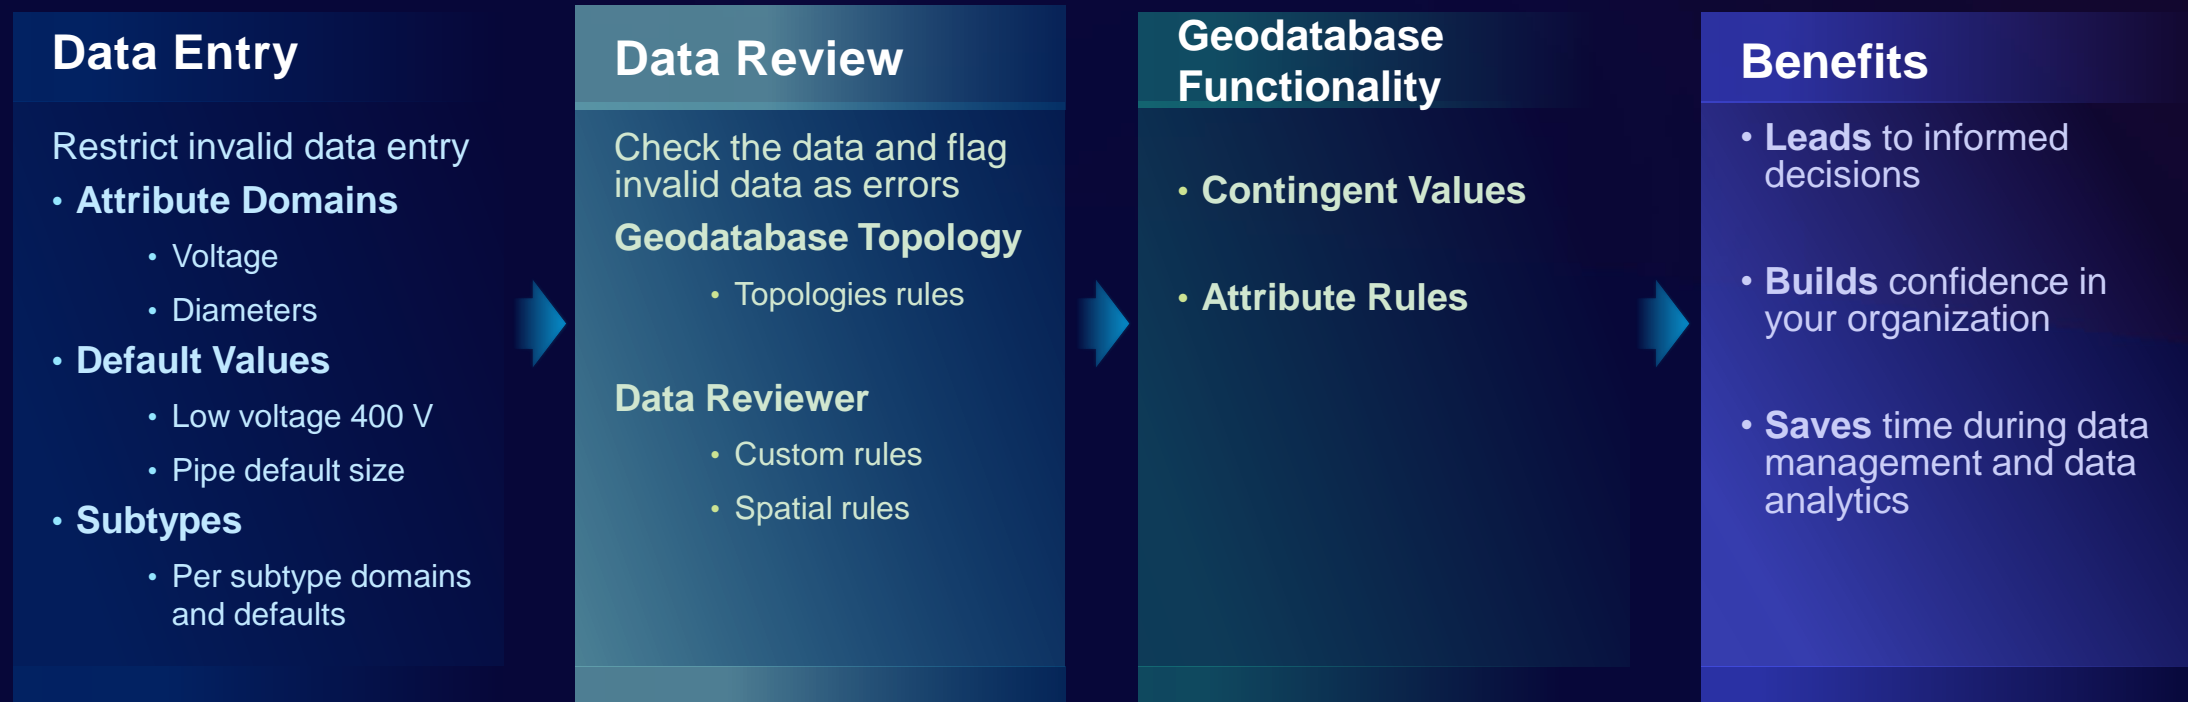 Data Entry
Restrict invalid data entry
• Attribute Domains
• Voltage
• Diameters
• Default Values
• Low voltage 400 V
• Pipe default size
• Subtypes
• Per subtype domains
and defaults
Data Review
Check the data and flag
invalid data as errors
Geodatabase Topology
• Topologies rules
Data Reviewer
• Custom rules
• Spatial rules
Geodatabase
Functionality
• Contingent Values
• Attribute Rules
Benefits
• Leads to informed
decisions
• Builds confidence in
your organization
• Saves time during data
management and data
analytics